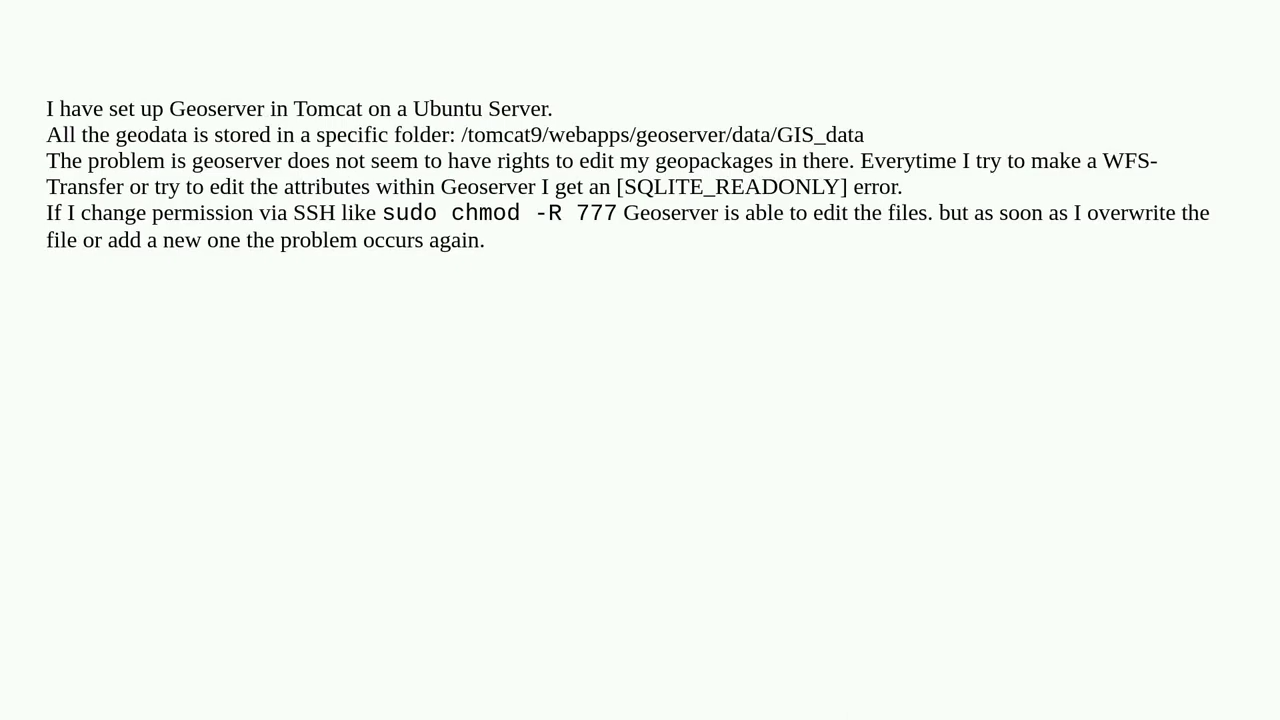 I have set up Geoserver in Tomcat on a Ubuntu Server.
All the geodata is stored in a specific folder: /tomcat9/webapps/geoserver/data/GIS_data
The problem is geoserver does not seem to have rights to edit my geopackages in there. Everytime I try to make a WFS-
Transfer or try to edit the attributes within Geoserver I get an [SQLITE_READONLY] error.
If I change permission via SSH like sudo chmod -R 777 Geoserver is able to edit the files. but as soon as I overwrite the
file or add a new one the problem occurs again.